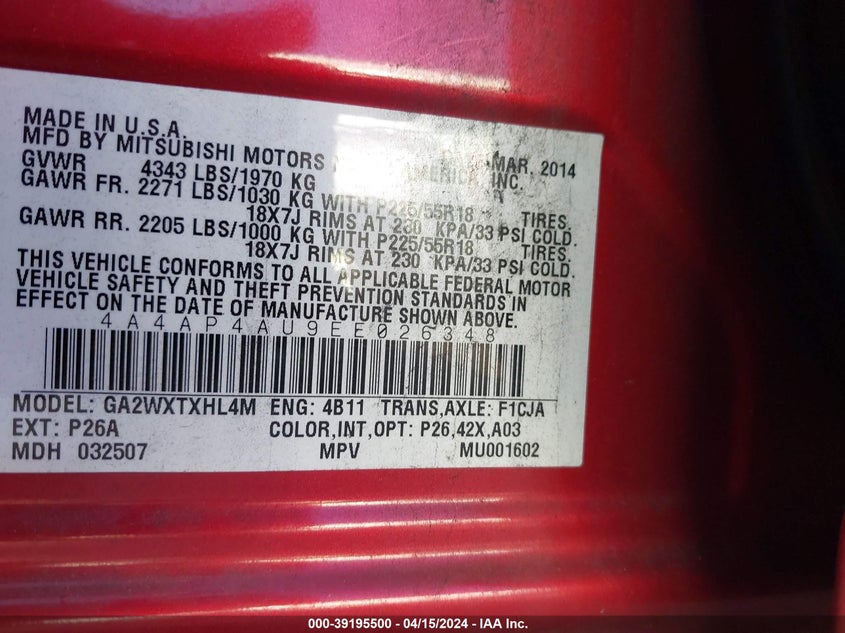 MADE IN U.S.A.
MFD BY MITSUBISHI MOTORS AMERICA, INC. MAR, 2014
GVWR 4343 LBS/1970 KG
GAWR FR. 2271 LBS/1030 KG WITH P225/55R18 TIRES.
18X7J RIMS AT 230 KPA/33 PSI COLD.
GAWR RR. 2205 LBS/1000 KG WITH P225/55R18 TIRES.
18X7J RIMS AT 230 KPA/33 PSI COLD.
THIS VEHICLE CONFORMS TO ALL APPLICABLE FEDERAL MOTOR
VEHICLE SAFETY AND THEFT PREVENTION STANDARDS IN
EFFECT ON THE DATE OF MANUFACTURE SHOWN ABOVE.
4A4AP4AU9EE026348
MODEL: GA2WXTXHL4M ENG: 4B11 TRANS,AXLE: F1CJA
EXT: P26A COLOR,INT,OPT: P26,42X,A03
MDH 032507 MPV MU001602
000-39195500 - 04/15/2024 - IAA Inc.